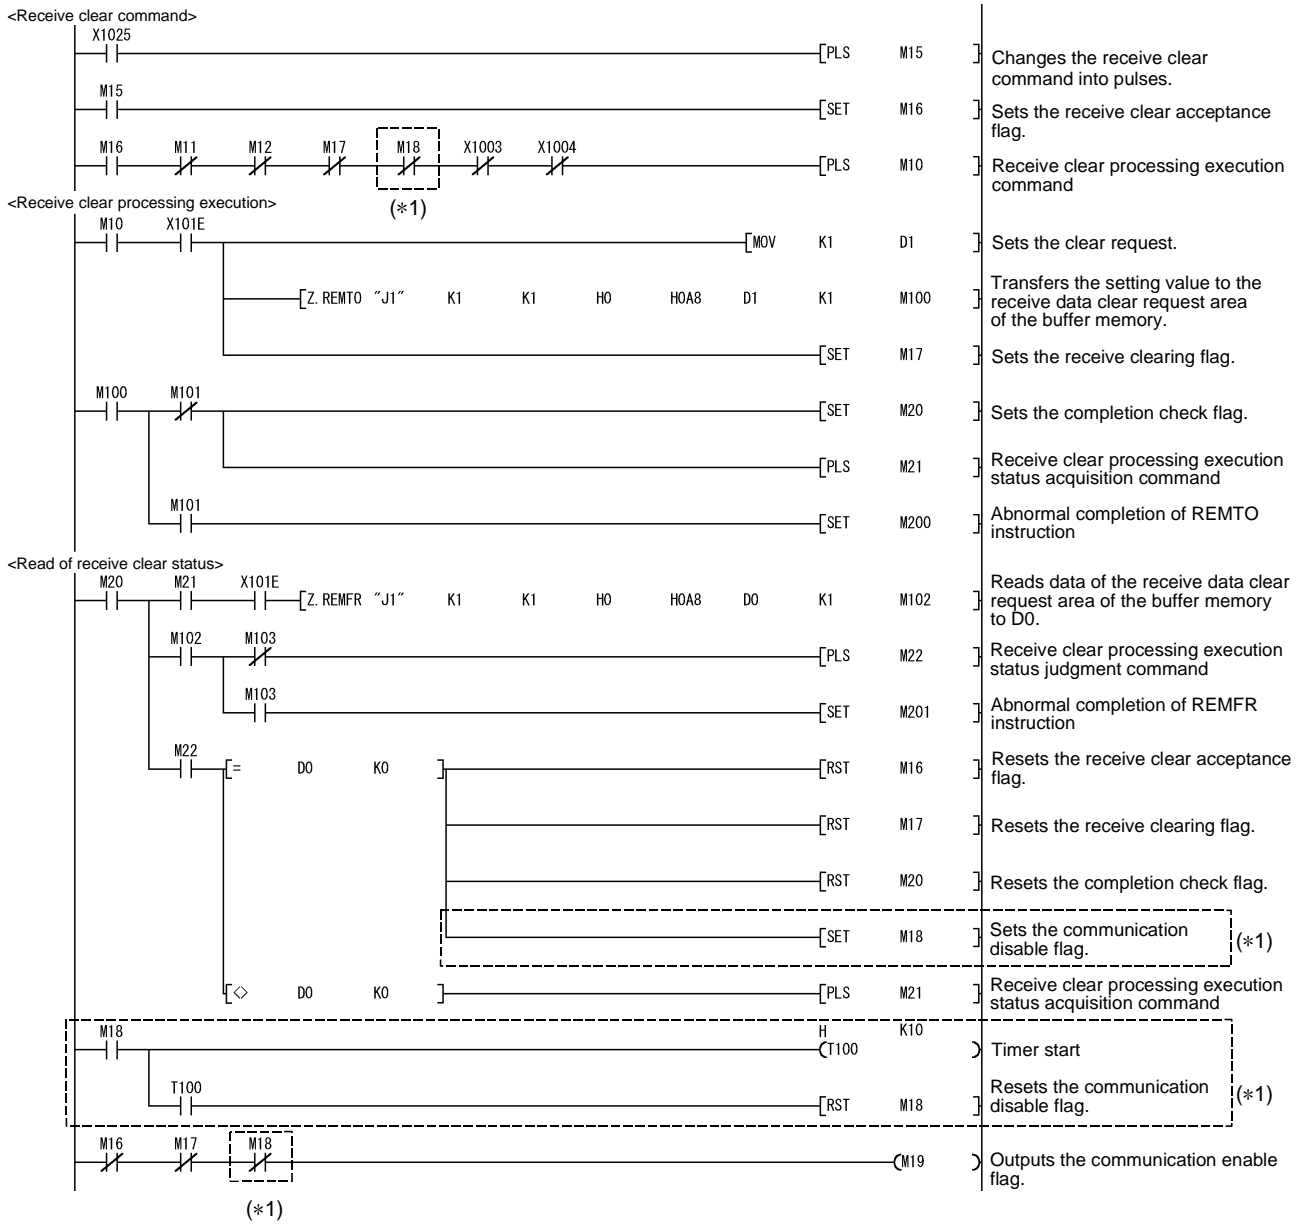 <Receive clear command>
X1025
PLS M15
Changes the receive clear
command into pulses.
M15
SET M16
Sets the receive clear acceptance
flag.
M16 M11 M12 M17 M18 X1003 X1004
PLS M10
Receive clear processing execution
command
(*1)
<Receive clear processing execution>
M10 X101E
MOV K1 D1
Sets the clear request.
Z.REMTO "J1" K1 K1 H0 H0A8 D1 K1 M100
Transfers the setting value to the
receive data clear request area
of the buffer memory.
SET M17
Sets the receive clearing flag.
M100 M101
SET M20
Sets the completion check flag.
PLS M21
Receive clear processing execution
status acquisition command
M101
SET M200
Abnormal completion of REMTO
instruction
<Read of receive clear status>
M20 M21 X101E
Z.REMFR "J1" K1 K1 H0 H0A8 D0 K1 M102
Reads data of the receive data clear
request area of the buffer memory
to D0.
M102 M103
PLS M22
Receive clear processing execution
status judgment command
M103
SET M201
Abnormal completion of REMFR
instruction
M22
= D0 K0
RST M16
Resets the receive clear acceptance
flag.
RST M17
Resets the receive clearing flag.
RST M20
Resets the completion check flag.
SET M18
Sets the communication
disable flag.
(*1)
<> D0 K0
PLS M21
Receive clear processing execution
status acquisition command
M18
H K10
T100
Timer start
T100
RST M18
Resets the communication
disable flag.
(*1)
M16 M17 M18
M19
Outputs the communication enable
flag.
(*1)